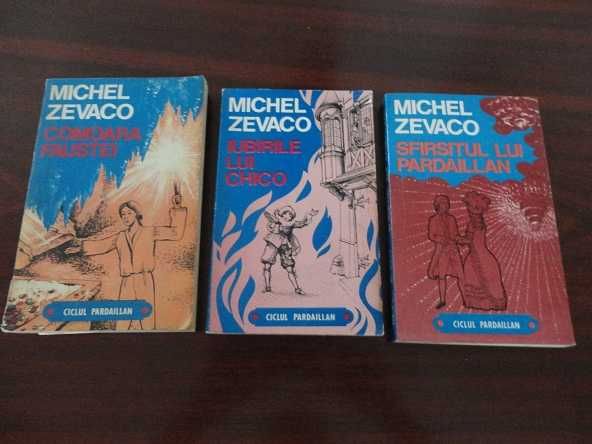 MICHEL
ZEVACO
COMOARA
FAUSTEI
CICLUL PARDAILLAN
MICHEL
ZEVACO
IUBIRILE
LUI
CHICO
CICLUL PARDAILLAN
MICHEL
ZEVACO
SFIRSITUL LUI
PARDAILLAN
CICLUL PARDAILLAN